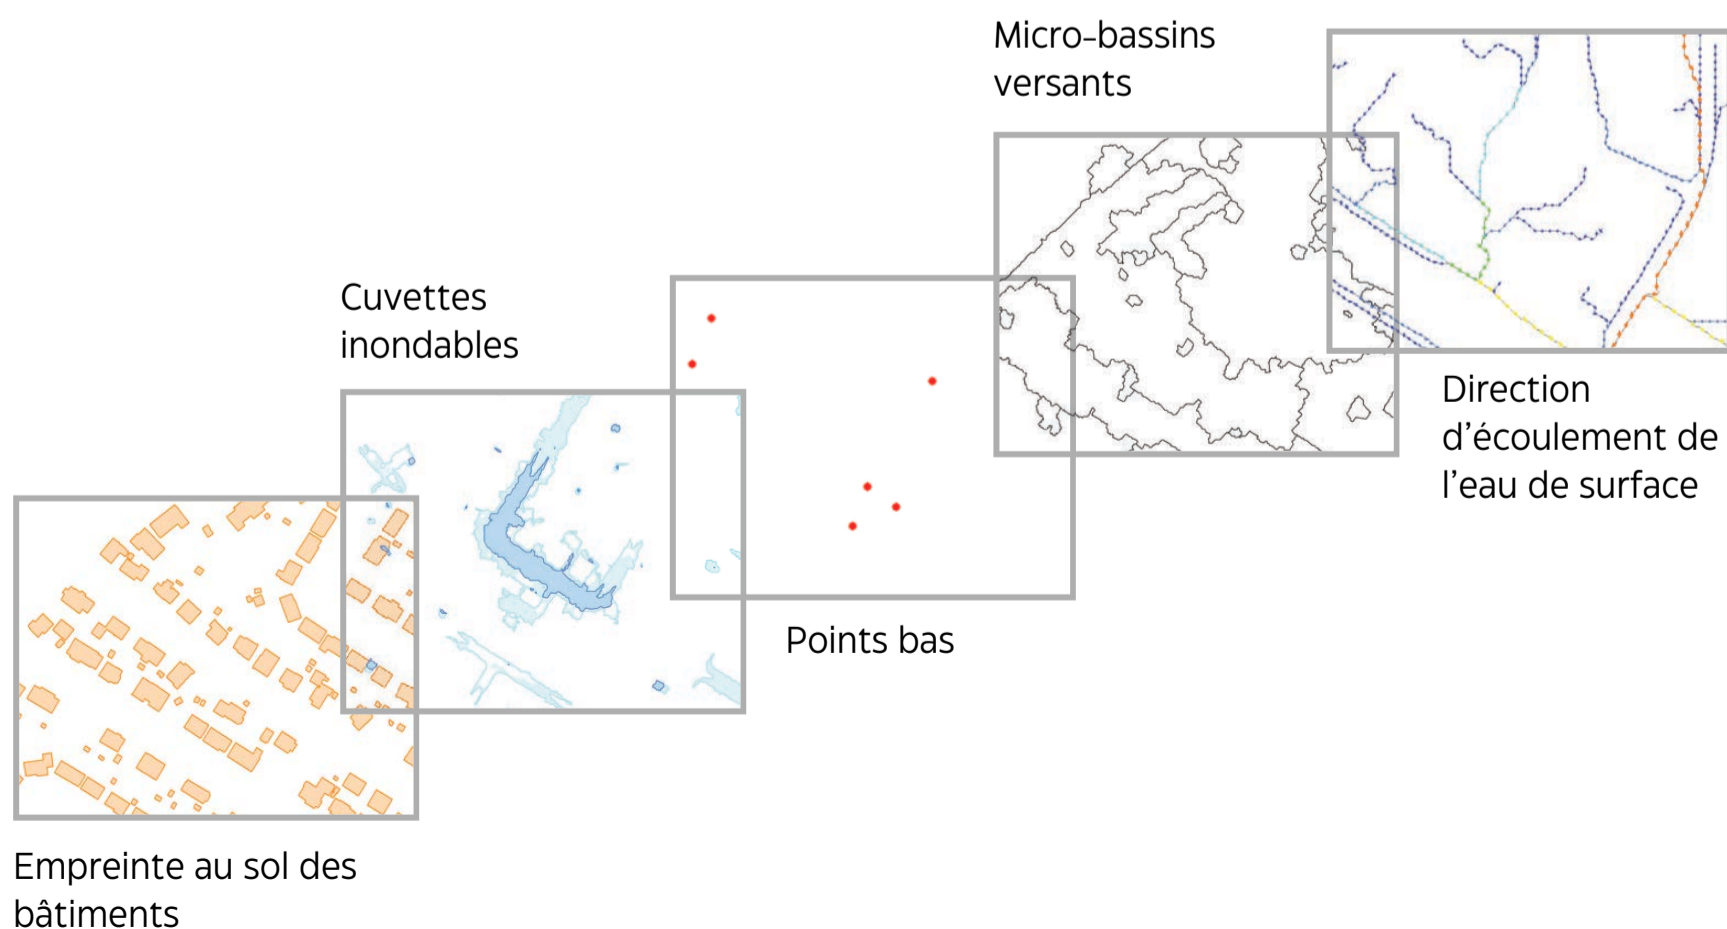 Micro-bassins
versants
Cuvettes
inondables
Direction
d’écoulement de
l’eau de surface
Points bas
Empreinte au sol des
bâtiments